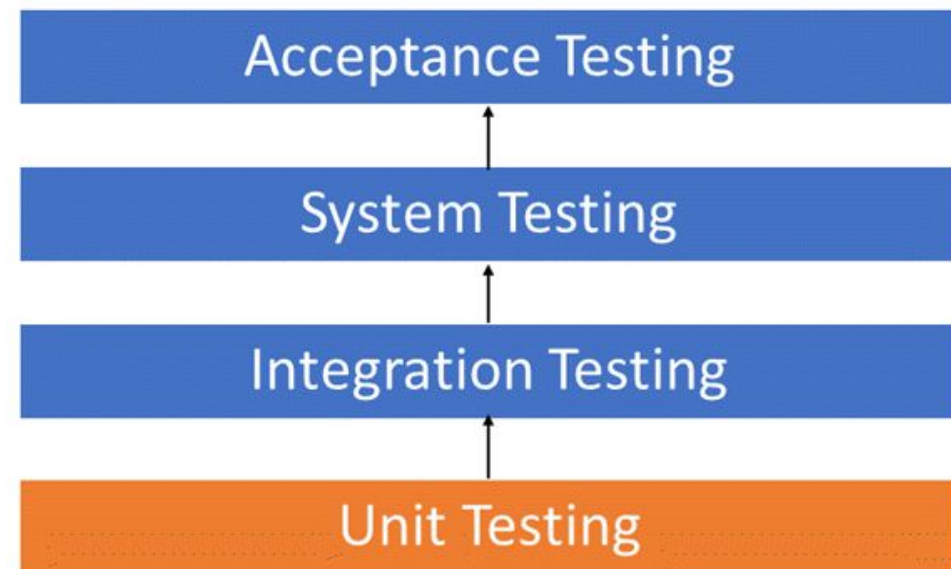 Acceptance Testing
System Testing
Integration Testing
Unit Testing